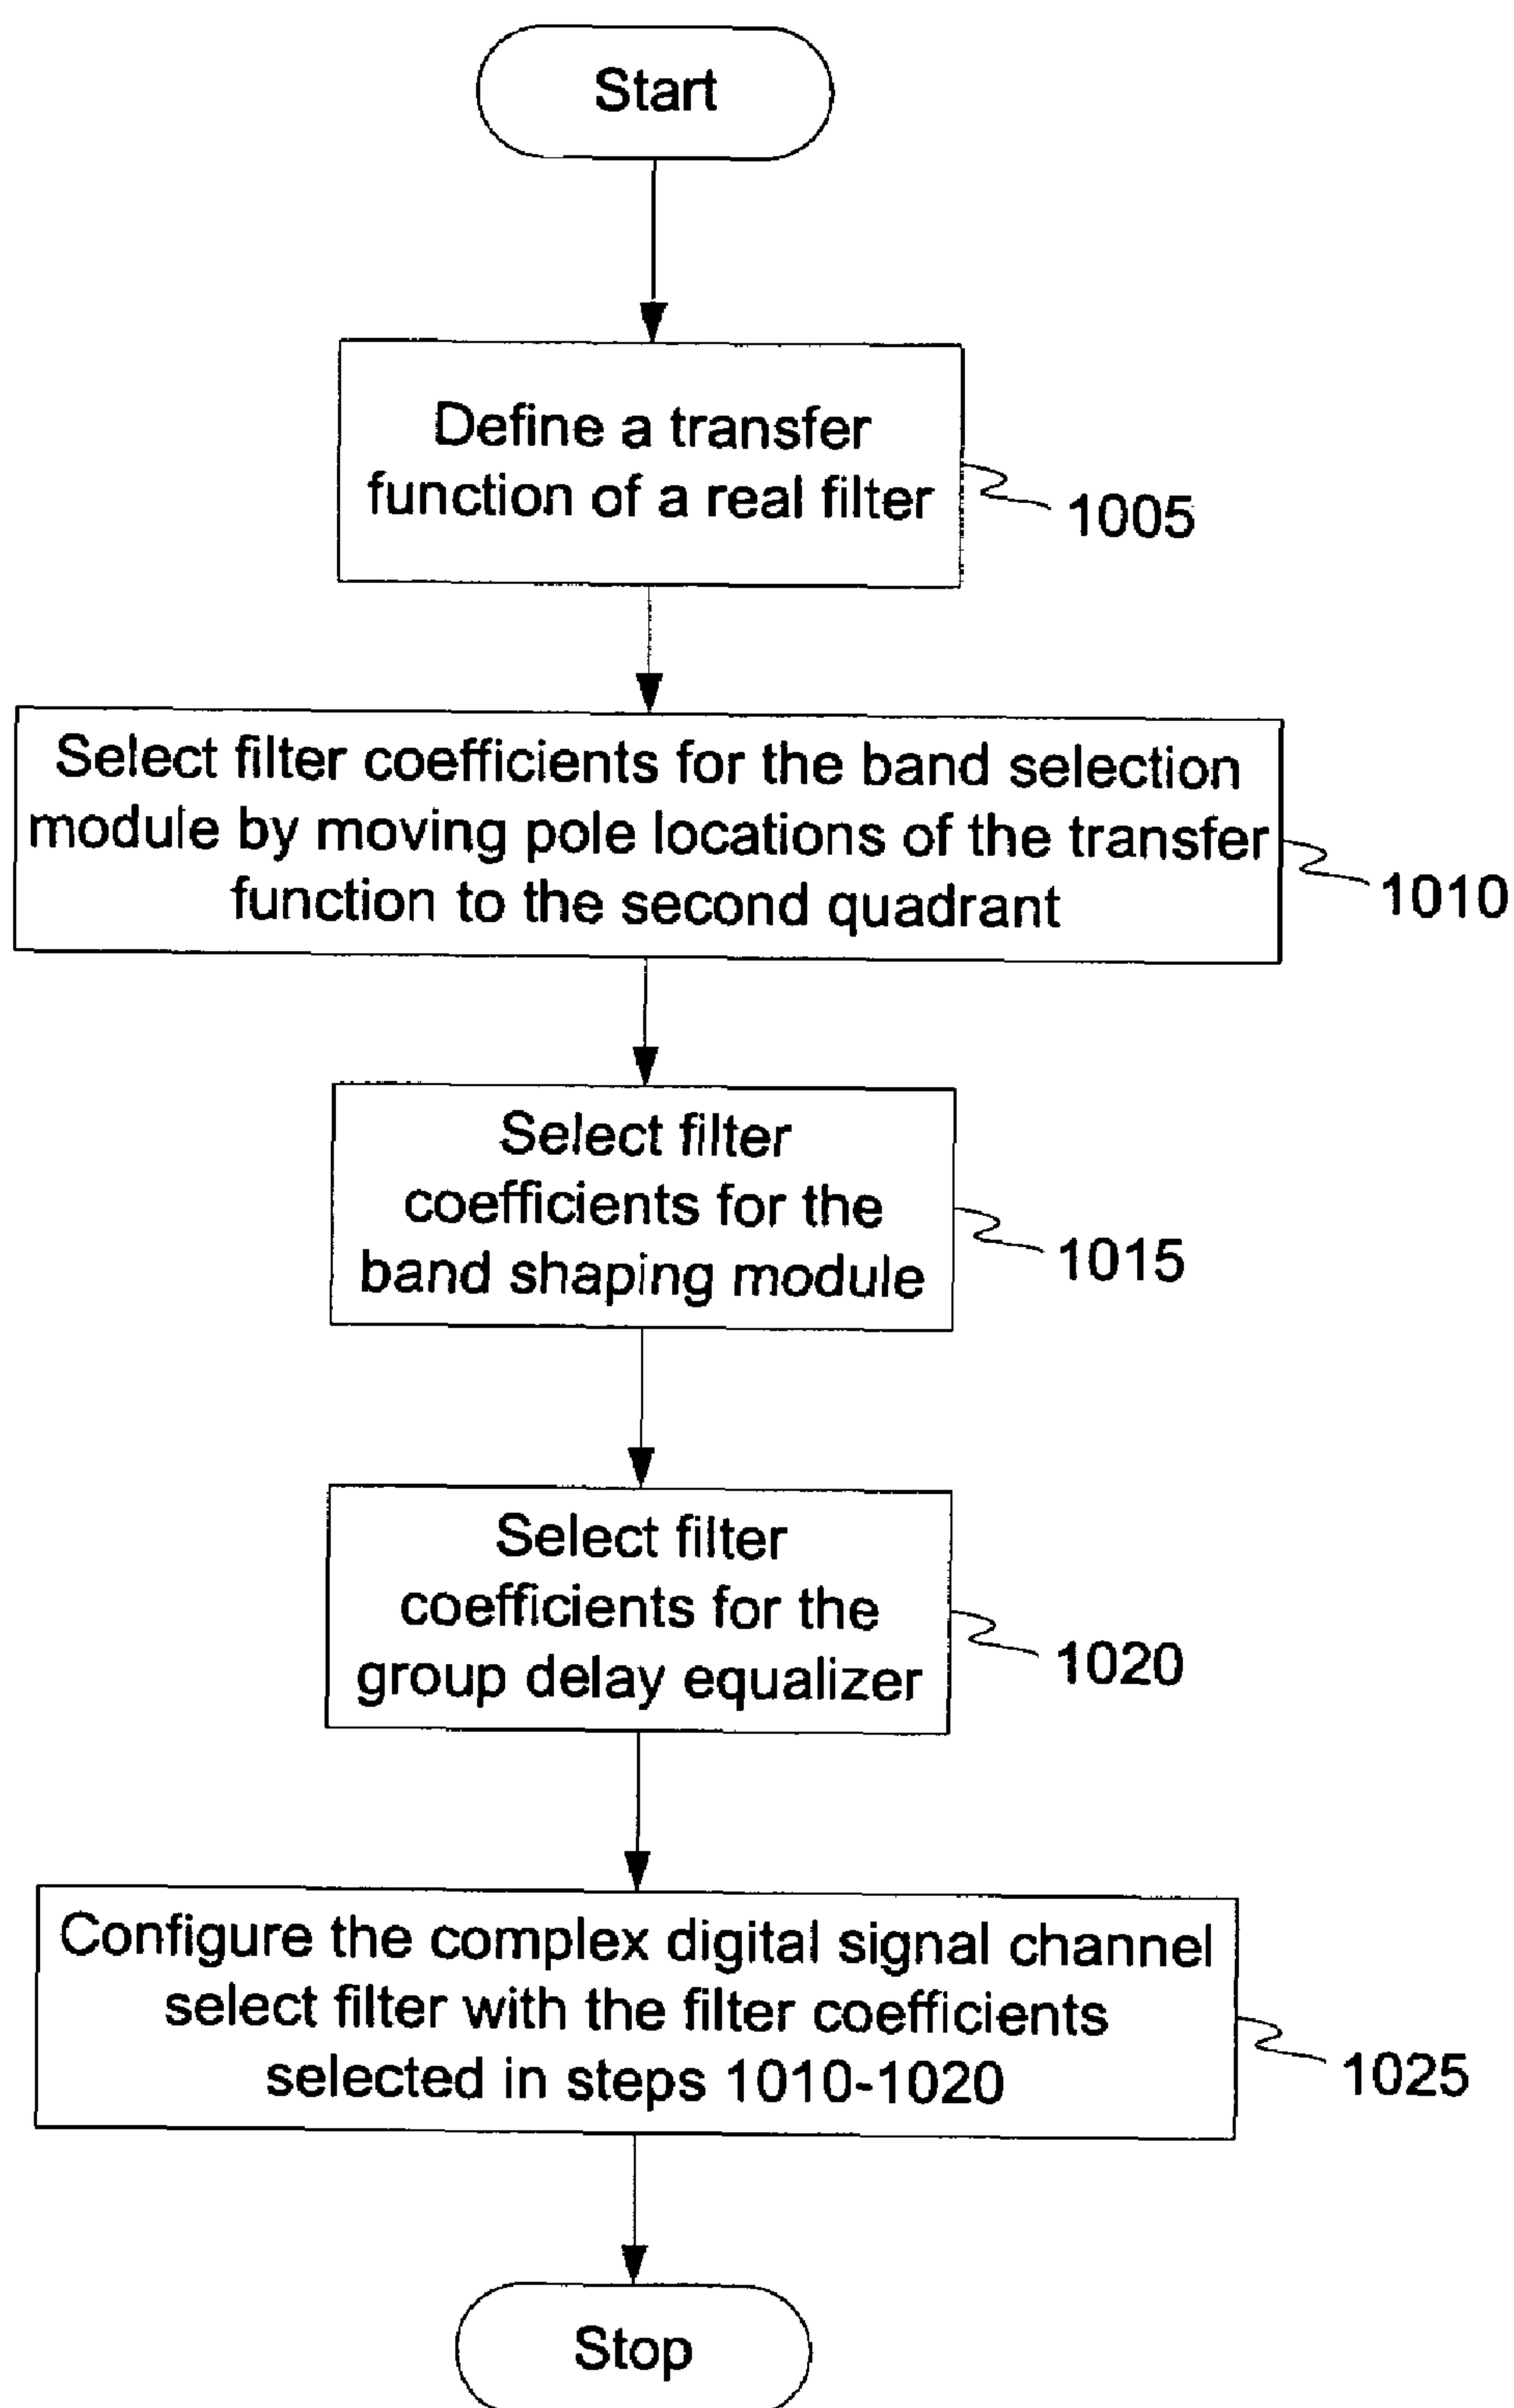 Start
Define a transfer
function of a real filter
1005
Select filter coefficients for the band selection
module by moving pole locations of the transfer
function to the second quadrant
1010
Select filter
coefficients for the
band shaping module
1015
Select filter
coefficients for the
group delay equalizer
1020
Configure the complex digital signal channel
select filter with the filter coefficients
selected in steps 1010-1020
1025
Stop